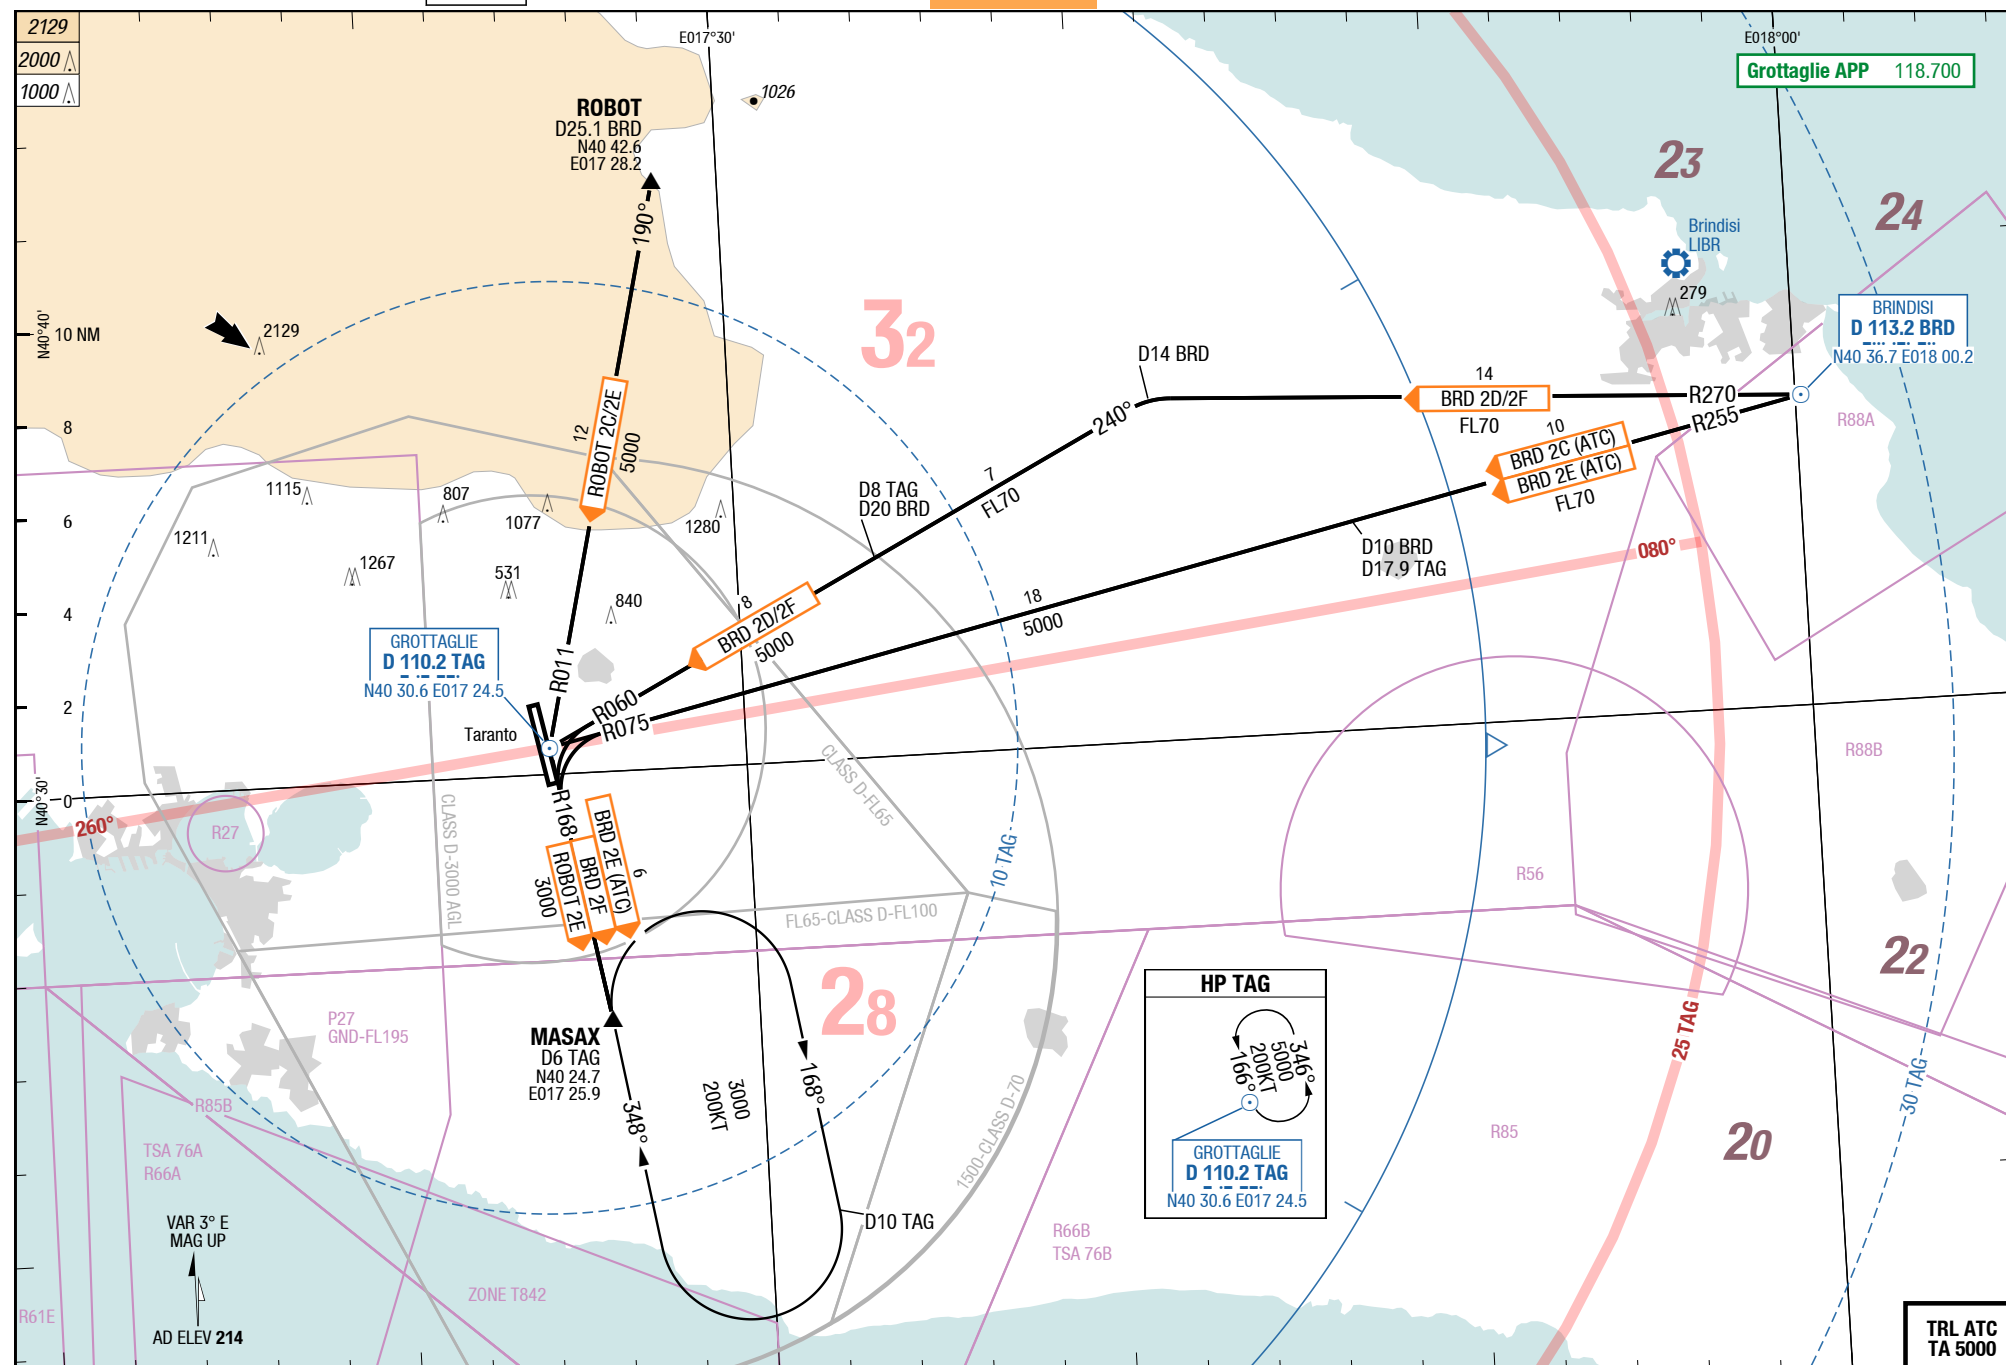 2129
2000
1000
E017°30'
E018°00'
Grottaglie APP 118.700
1026
ROBOT
D25.1 BRD
N40 42.6
E017 28.2
190°
23
24
Brindisi
LIBR
279
BRINDISI
D 113.2 BRD
N40 36.7 E018 00.2
N40°40'
10 NM
2129
32
D14 BRD
14
BRD 2D/2F
FL70
R270
R255
10
BRD 2C (ATC)
BRD 2E (ATC)
FL70
R88A
240°
8
12
ROBOT 2C/2E
5000
7
FL70
D8 TAG
D20 BRD
1115
807
1077
1280
6
1211
1267
531
840
D10 BRD
D17.9 TAG
080°
4
18
5000
8
BRD 2D/2F
5000
GROTTAGLIE
D 110.2 TAG
N40 30.6 E017 24.5
R011
R060
R075
2
Taranto
R88B
N40°30'
0
260°
R27
CLASS D-3000 AGL
CLASS D-FL65
R168°
BRD 2E (ATC)
BRD 2F
ROBOT 2E
6
3000
10 TAG
R56
FL65-CLASS D-FL100
28
22
HP TAG
346°
5000
200KT
166°
GROTTAGLIE
D 110.2 TAG
N40 30.6 E017 24.5
P27
GND-FL195
MASAX
D6 TAG
N40 24.7
E017 25.9
168°
3000
200KT
348°
25 TAG
30 TAG
1500-CLASS D-70
R85B
R85
20
TSA 76A
R66A
D10 TAG
VAR 3° E
MAG UP
R66B
TSA 76B
ZONE T842
R61E
AD ELEV 214
TRL ATC
TA 5000